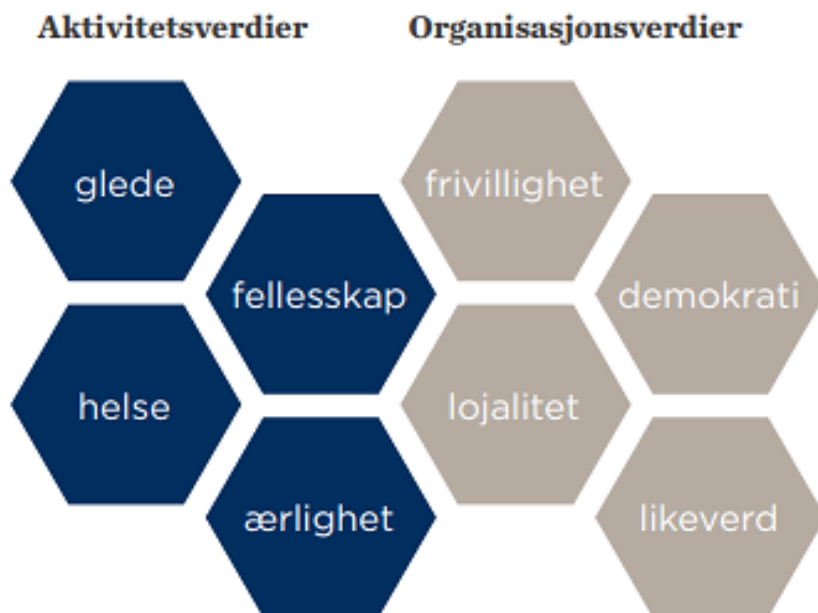 Aktivitetsverdier
Organisasjonsverdier
glede
fellesskap
helse
ærlighet
frivillighet
demokrati
lojalitet
likeverd